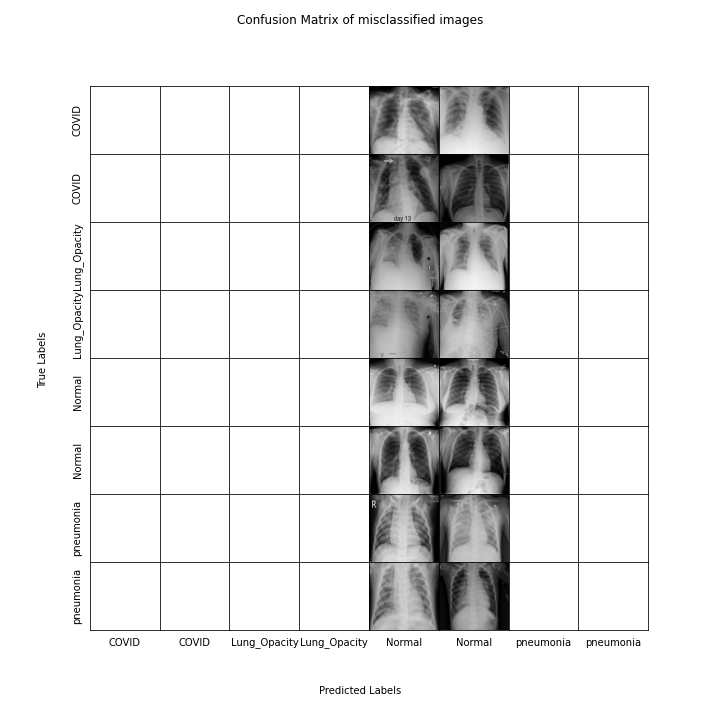 Confusion Matrix of misclassified images
True Labels
COVID
COVID
Lung_Opacity
Lung_Opacity
Normal
Normal
pneumonia
pneumonia
day 13
R
COVID COVID Lung_Opacity Lung_Opacity Normal Normal pneumonia pneumonia
Predicted Labels